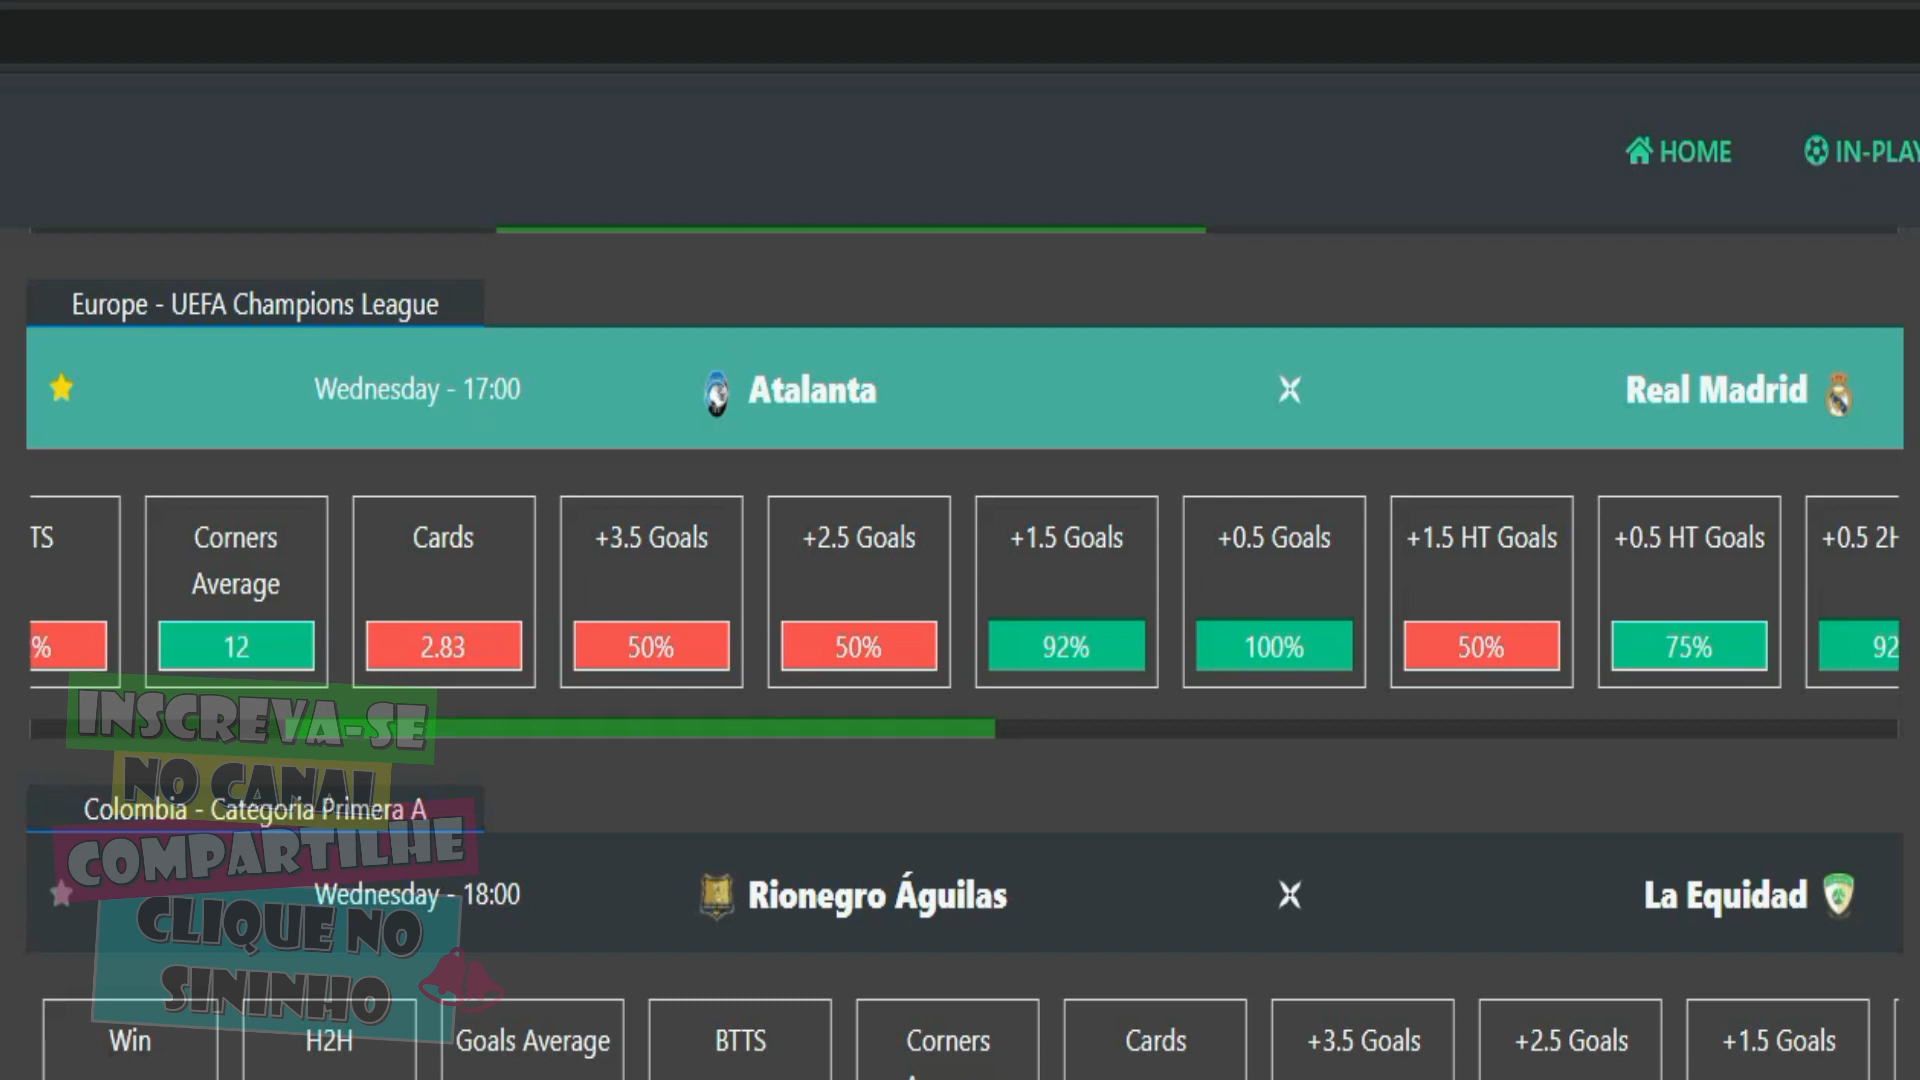 HOME
IN-PLAY
Europe - UEFA Champions League
Wednesday - 17:00
Atalanta
X
Real Madrid
TS
Corners
Average
Cards
+3.5 Goals
+2.5 Goals
+1.5 Goals
+0.5 Goals
+1.5 HT Goals
+0.5 HT Goals
+0.5 2H
%
12
2.83
50%
50%
92%
100%
50%
75%
92
INSCREVA-SE
NO CANAL
COMPARTILHE
CLIQUE NO
SININHO
Colombia - Categoria Primera A
Wednesday - 18:00
Rionegro Águilas
X
La Equidad
Win
H2H
Goals Average
BTTS
Corners
Cards
+3.5 Goals
+2.5 Goals
+1.5 Goals